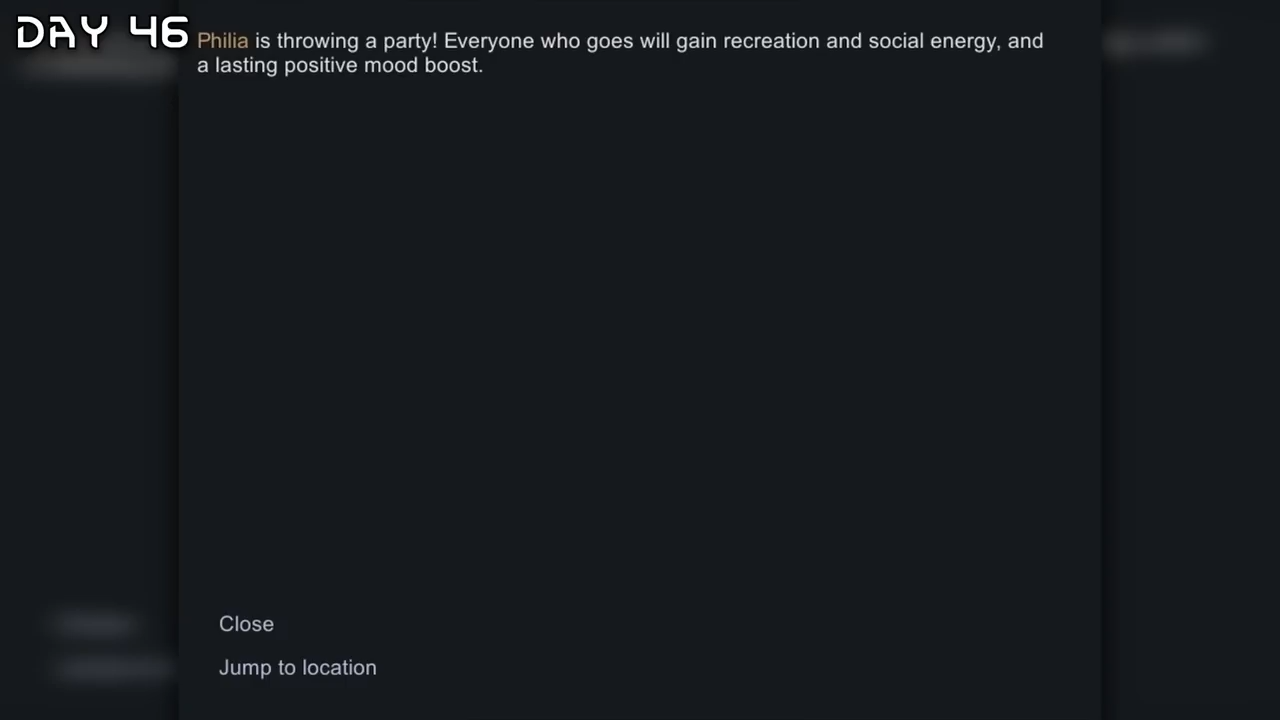 DAY 46
Philia is throwing a party! Everyone who goes will gain recreation and social energy, and
a lasting positive mood boost.
Close
Jump to location